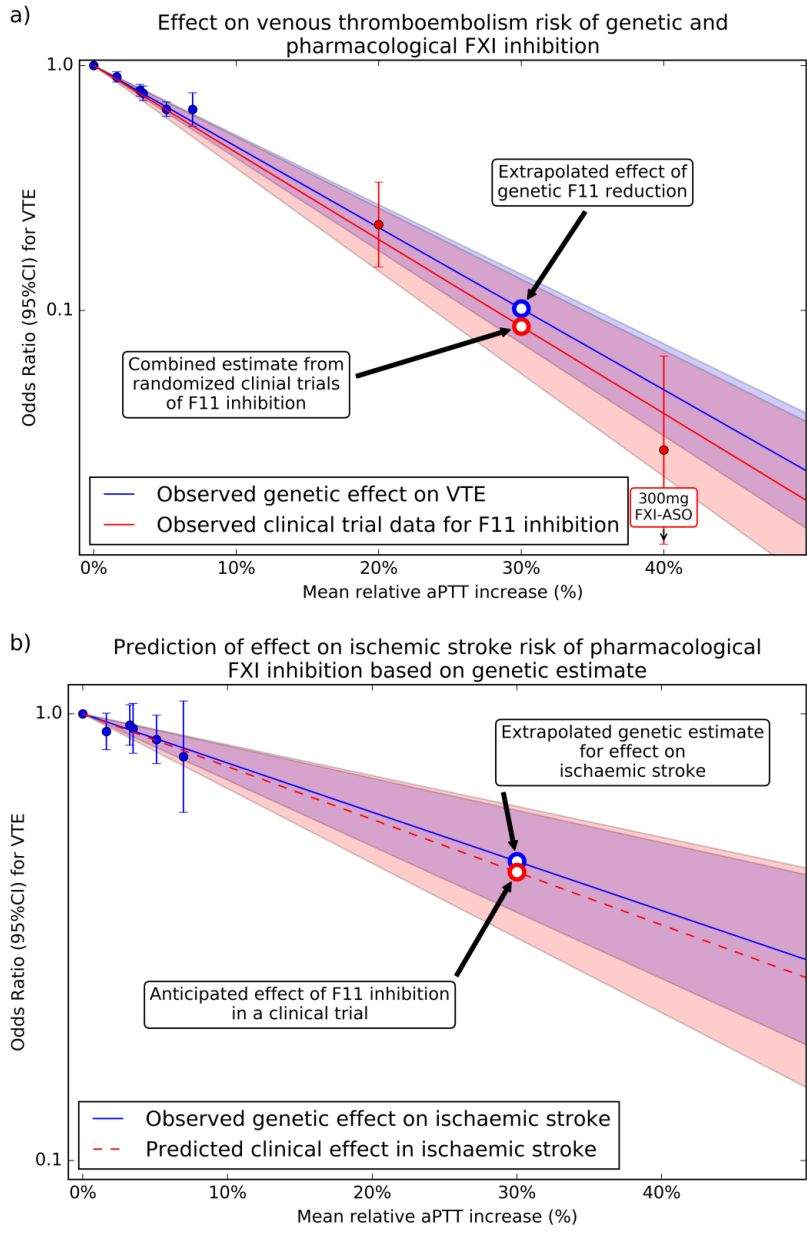 a)
Effect on venous thromboembolism risk of genetic and
pharmacological FXI inhibition
Odds Ratio (95%CI) for VTE
1.0
0.1
Extrapolated effect of
genetic F11 reduction
Combined estimate from
randomized clinial trials
of F11 inhibition
Observed genetic effect on VTE
Observed clinical trial data for F11 inhibition
300mg
FXI-ASO
0%
10%
20%
30%
40%
Mean relative aPTT increase (%)
b)
Prediction of effect on ischemic stroke risk of pharmacological
FXI inhibition based on genetic estimate
Odds Ratio (95%CI) for VTE
1.0
0.1
Extrapolated genetic estimate
for effect on
ischaemic stroke
Anticipated effect of F11 inhibition
in a clinical trial
Observed genetic effect on ischaemic stroke
Predicted clinical effect in ischaemic stroke
0%
10%
20%
30%
40%
Mean relative aPTT increase (%)